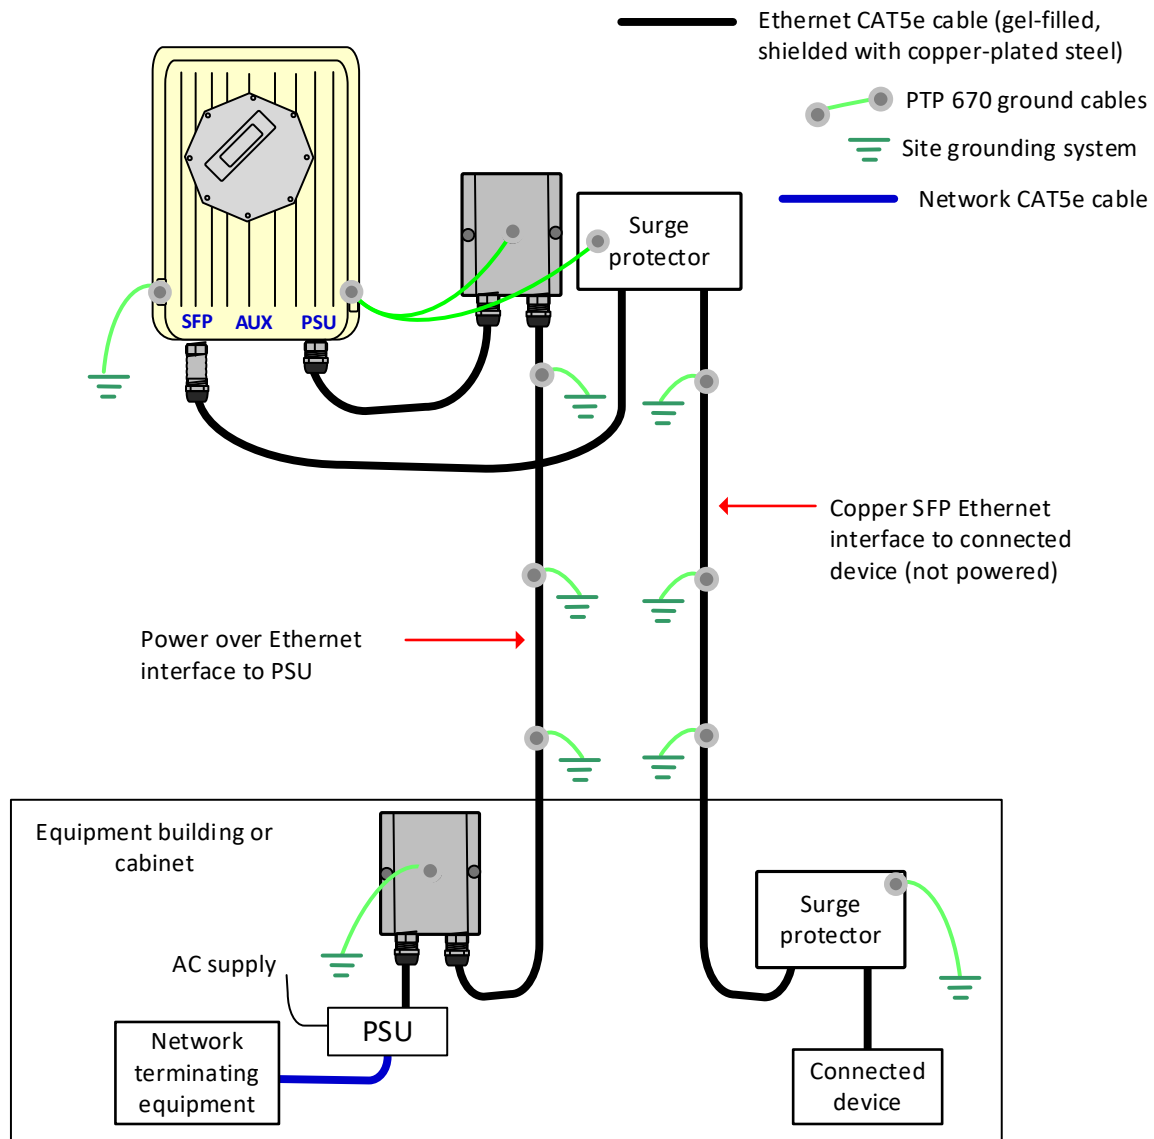 Ethernet CAT5e cable (gel-filled,
shielded with copper-plated steel)
PTP 670 ground cables
Site grounding system
Network CAT5e cable
Surge
protector
SFP AUX PSU
Copper SFP Ethernet
interface to connected
device (not powered)
Power over Ethernet
interface to PSU
Equipment building or
cabinet
Surge
protector
AC supply
PSU
Network
terminating
equipment
Connected
device